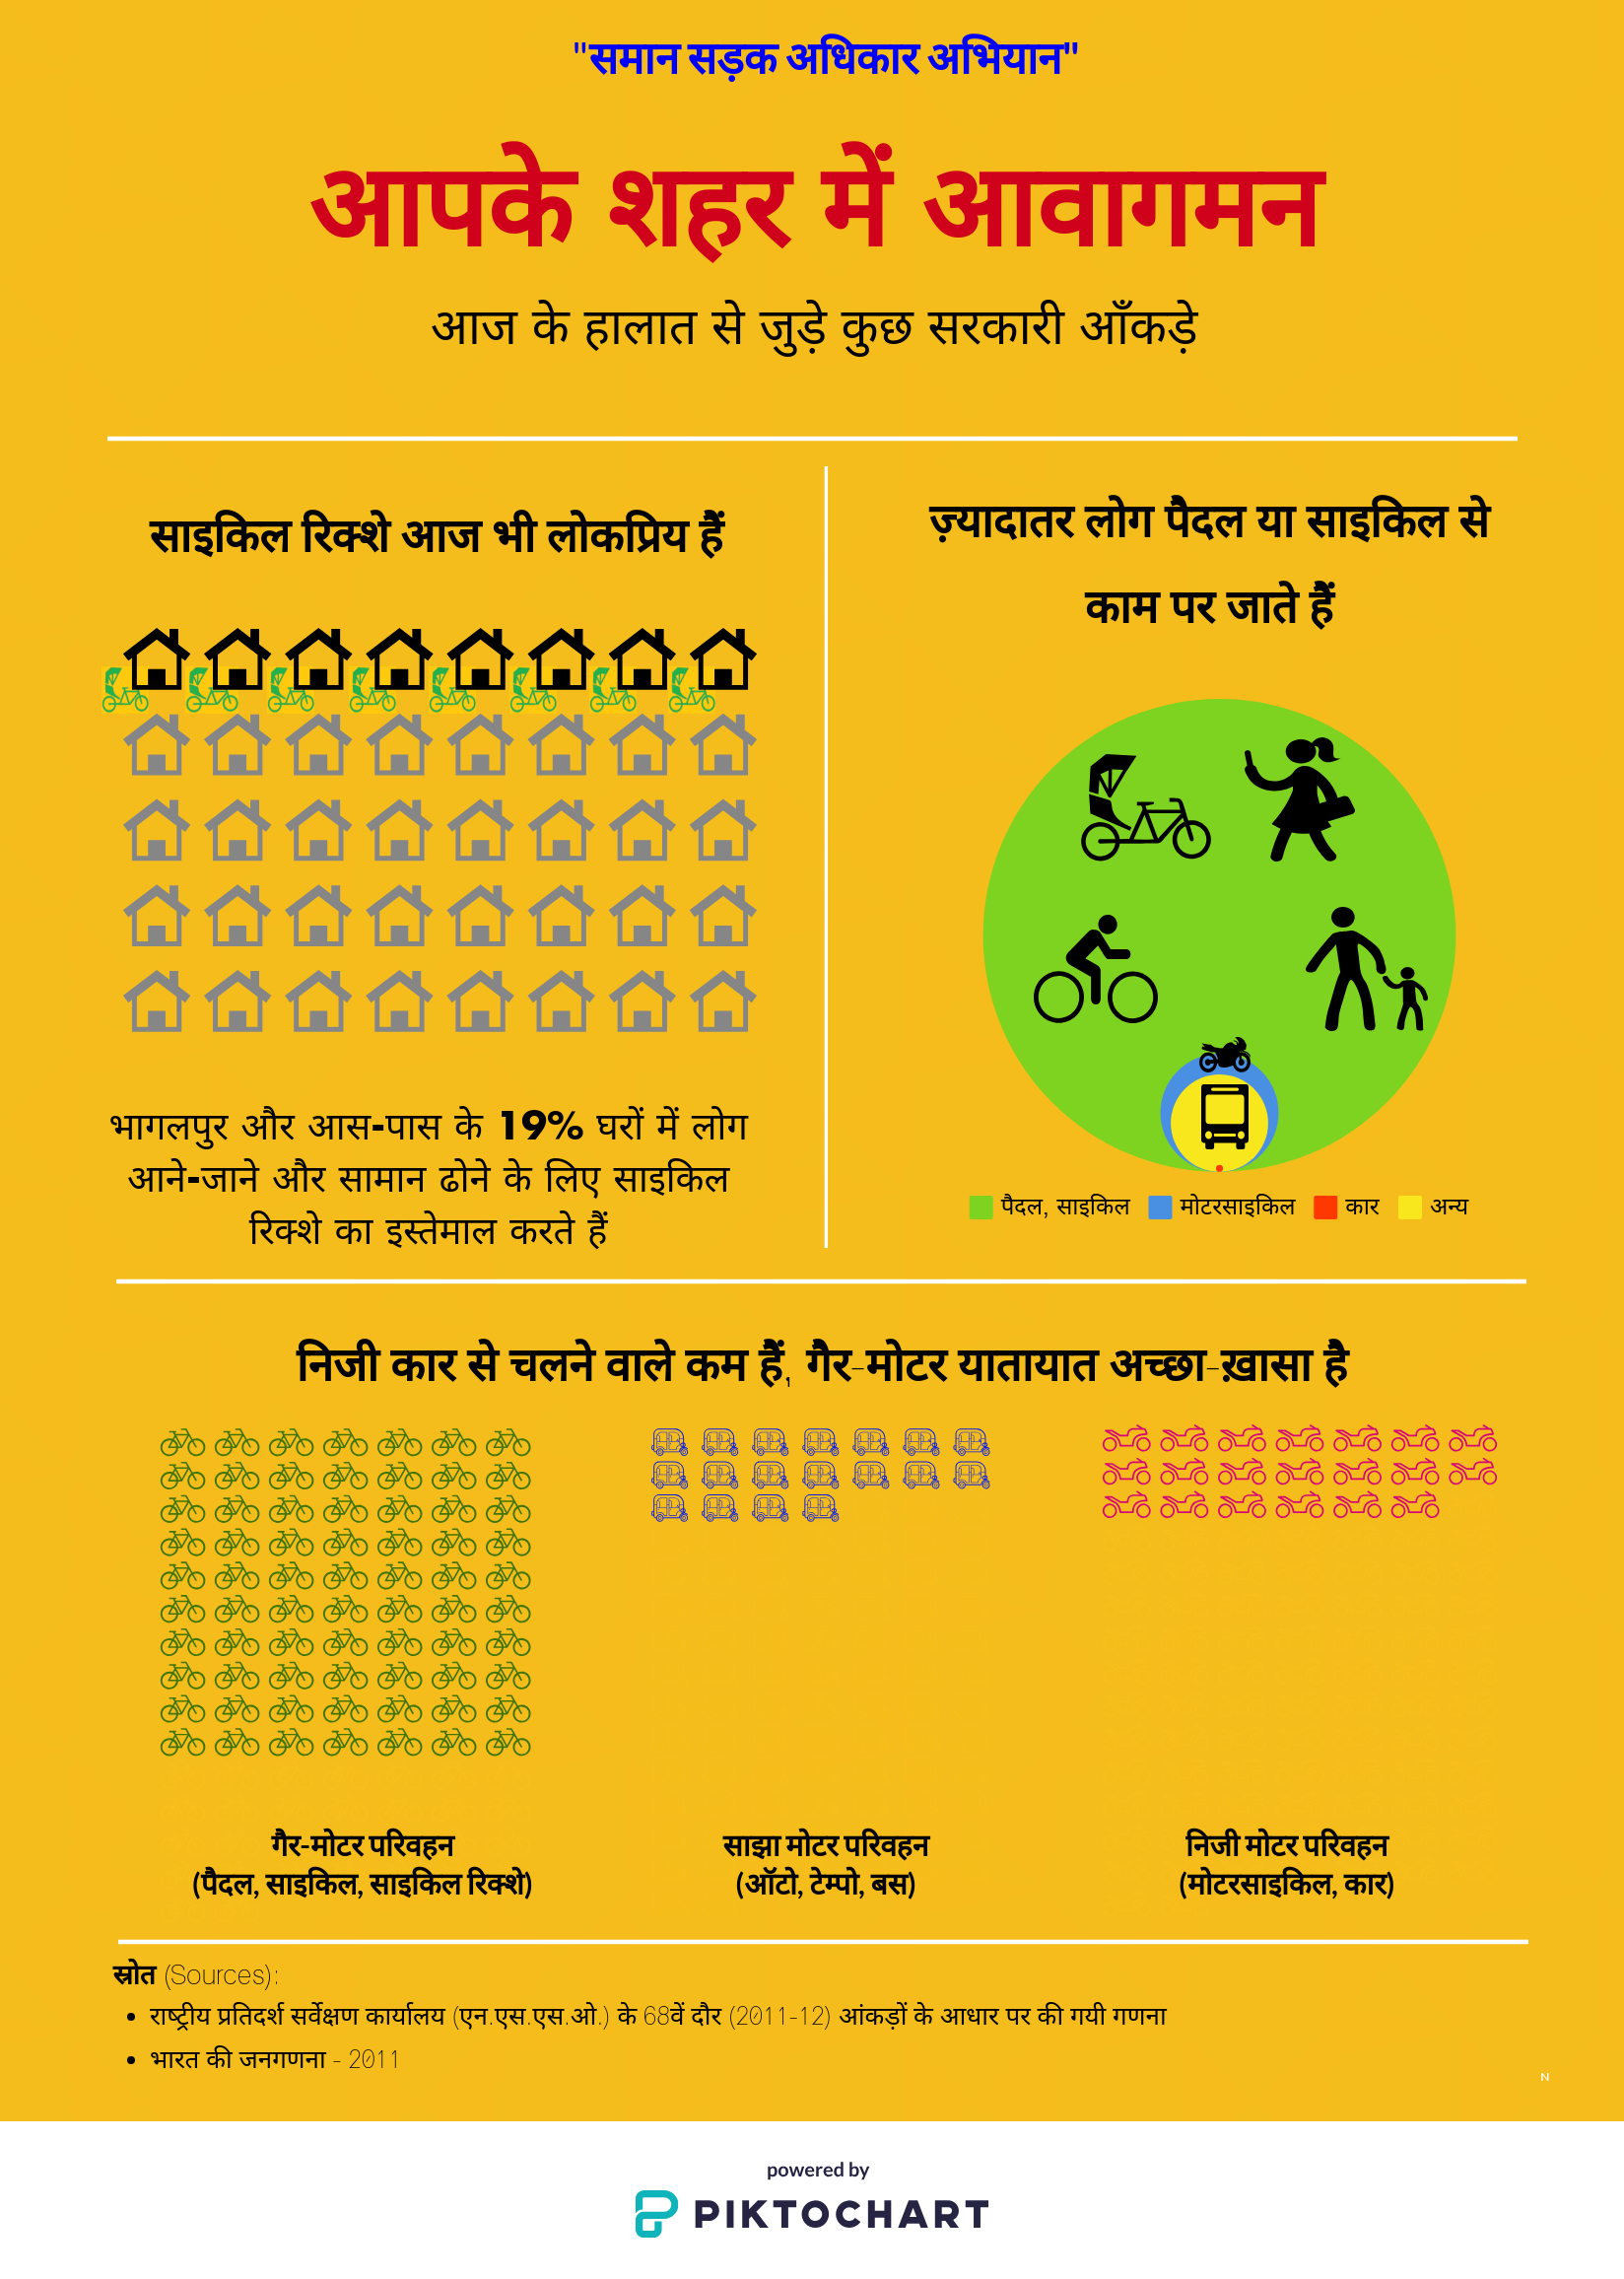 "समान सड़क अधिकार अभियान"
आपके शहर में आवागमन
आज के हालात से जुड़े कुछ सरकारी आँकड़े
साइकिल रिक्शे आज भी लोकप्रिय हैं
भागलपुर और आस-पास के 19% घरों में लोग
आने-जाने और सामान ढोने के लिए साइकिल
रिक्शे का इस्तेमाल करते हैं
ज़्यादातर लोग पैदल या साइकिल से
काम पर जाते हैं
पैदल, साइकिल मोटरसाइकिल कार अन्य
निजी कार से चलने वाले कम हैं, गैर-मोटर यातायात अच्छा-ख़ासा है
गैर-मोटर परिवहन
(पैदल, साइकिल, साइकिल रिक्शे)
साझा मोटर परिवहन
(ऑटो, टेम्पो, बस)
निजी मोटर परिवहन
(मोटरसाइकिल, कार)
स्रोत (Sources):
• राष्ट्रीय प्रतिदर्श सर्वेक्षण कार्यालय (एन.एस.एस.ओ.) के 68वें दौर (2011-12) आंकड़ों के आधार पर की गयी गणना
• भारत की जनगणना - 2011
N
powered by
PIKTOCHART